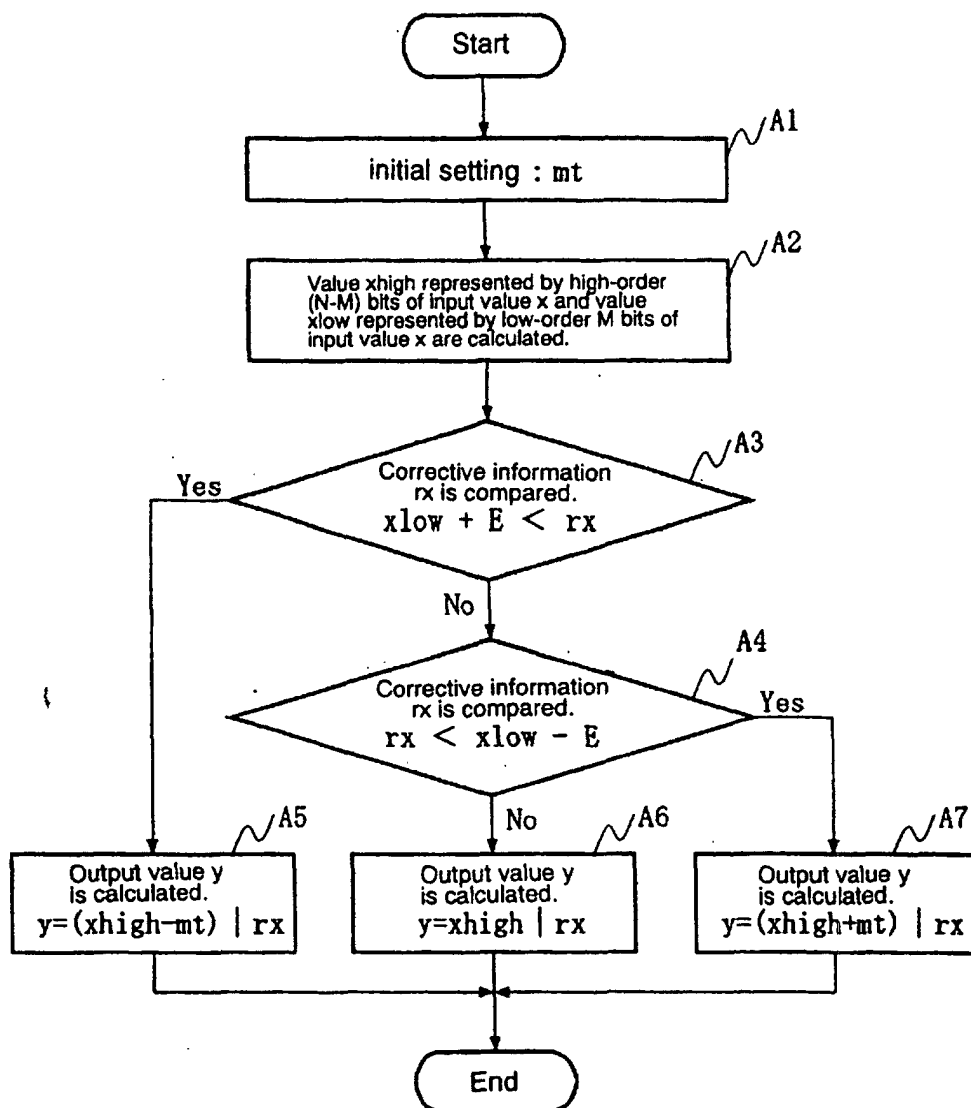 Start
A1
initial setting : mt
A2
Value xhigh represented by high-order
(N-M) bits of input value x and value
xlow represented by low-order M bits of
input value x are calculated.
A3
Yes
Corrective information
rx is compared.
xlow + E < rx
No
A4
Corrective information
rx is compared.
rx < xlow - E
Yes
No
A5
Output value y
is calculated.
y=(xhigh-mt) | rx
A6
Output value y
is calculated.
y=xhigh | rx
A7
Output value y
is calculated.
y=(xhigh+mt) | rx
End